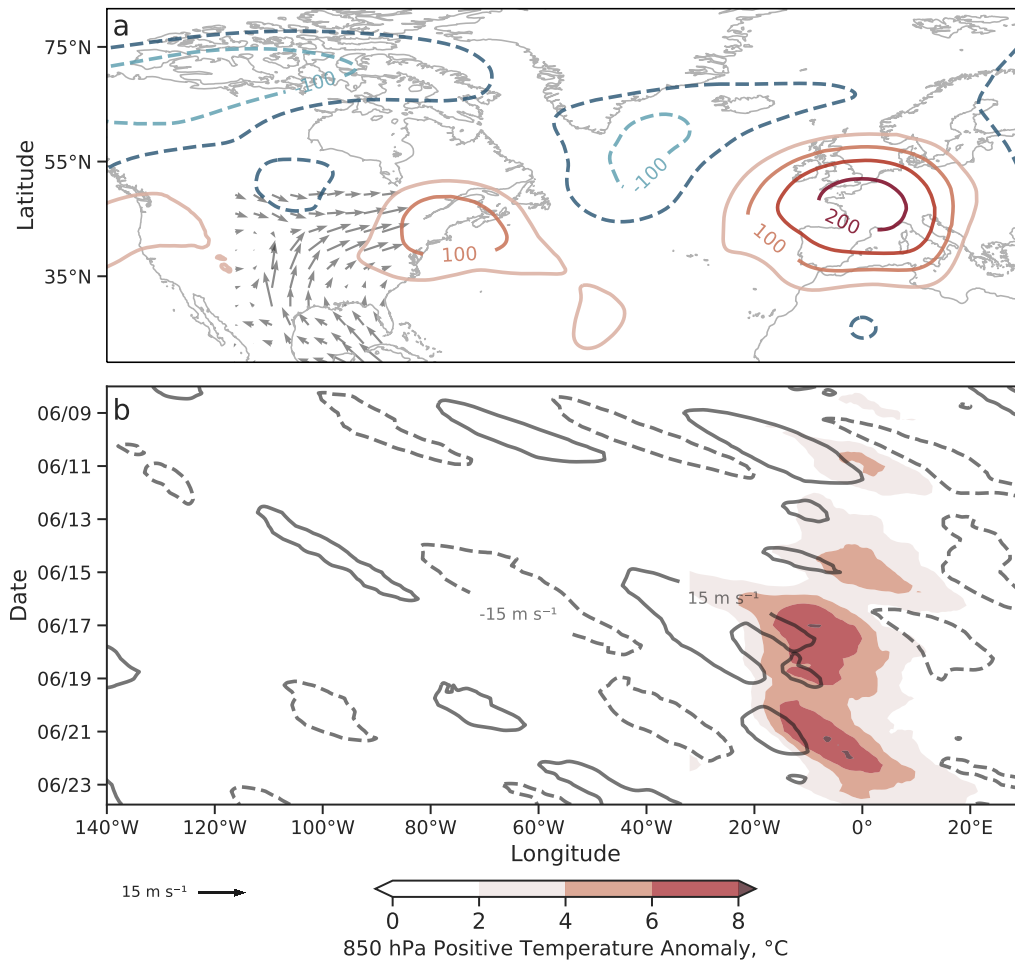 a
75°N
55°N
35°N
Latitude
-100
-100
100
100
200
b
06/09
06/11
06/13
06/15
06/17
06/19
06/21
06/23
Date
-15 m s⁻¹
15 m s⁻¹
140°W 120°W 100°W 80°W 60°W 40°W 20°W 0° 20°E
Longitude
15 m s⁻¹
0 2 4 6 8
850 hPa Positive Temperature Anomaly, °C